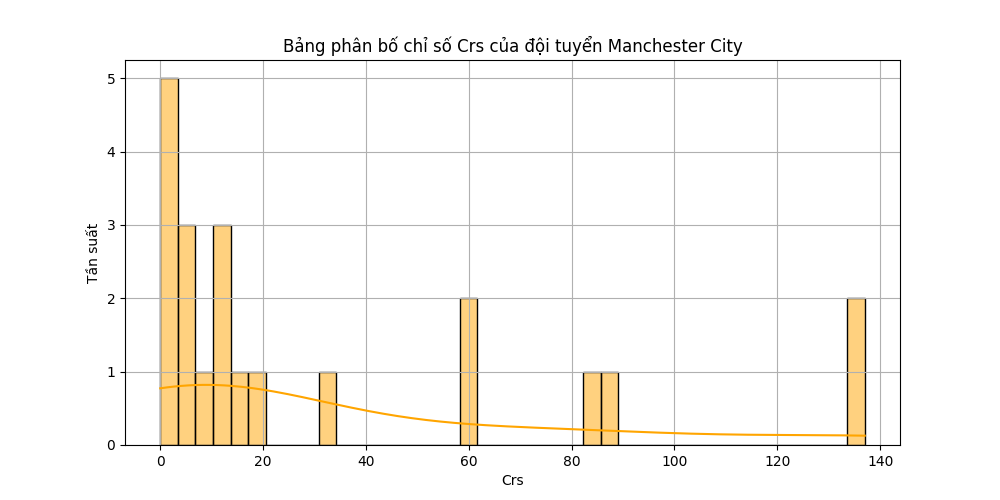 Bảng phân bố chỉ số Crs của đội tuyển Manchester City
5
4
3
2
1
0
Tần suất
0 20 40 60 80 100 120 140
Crs